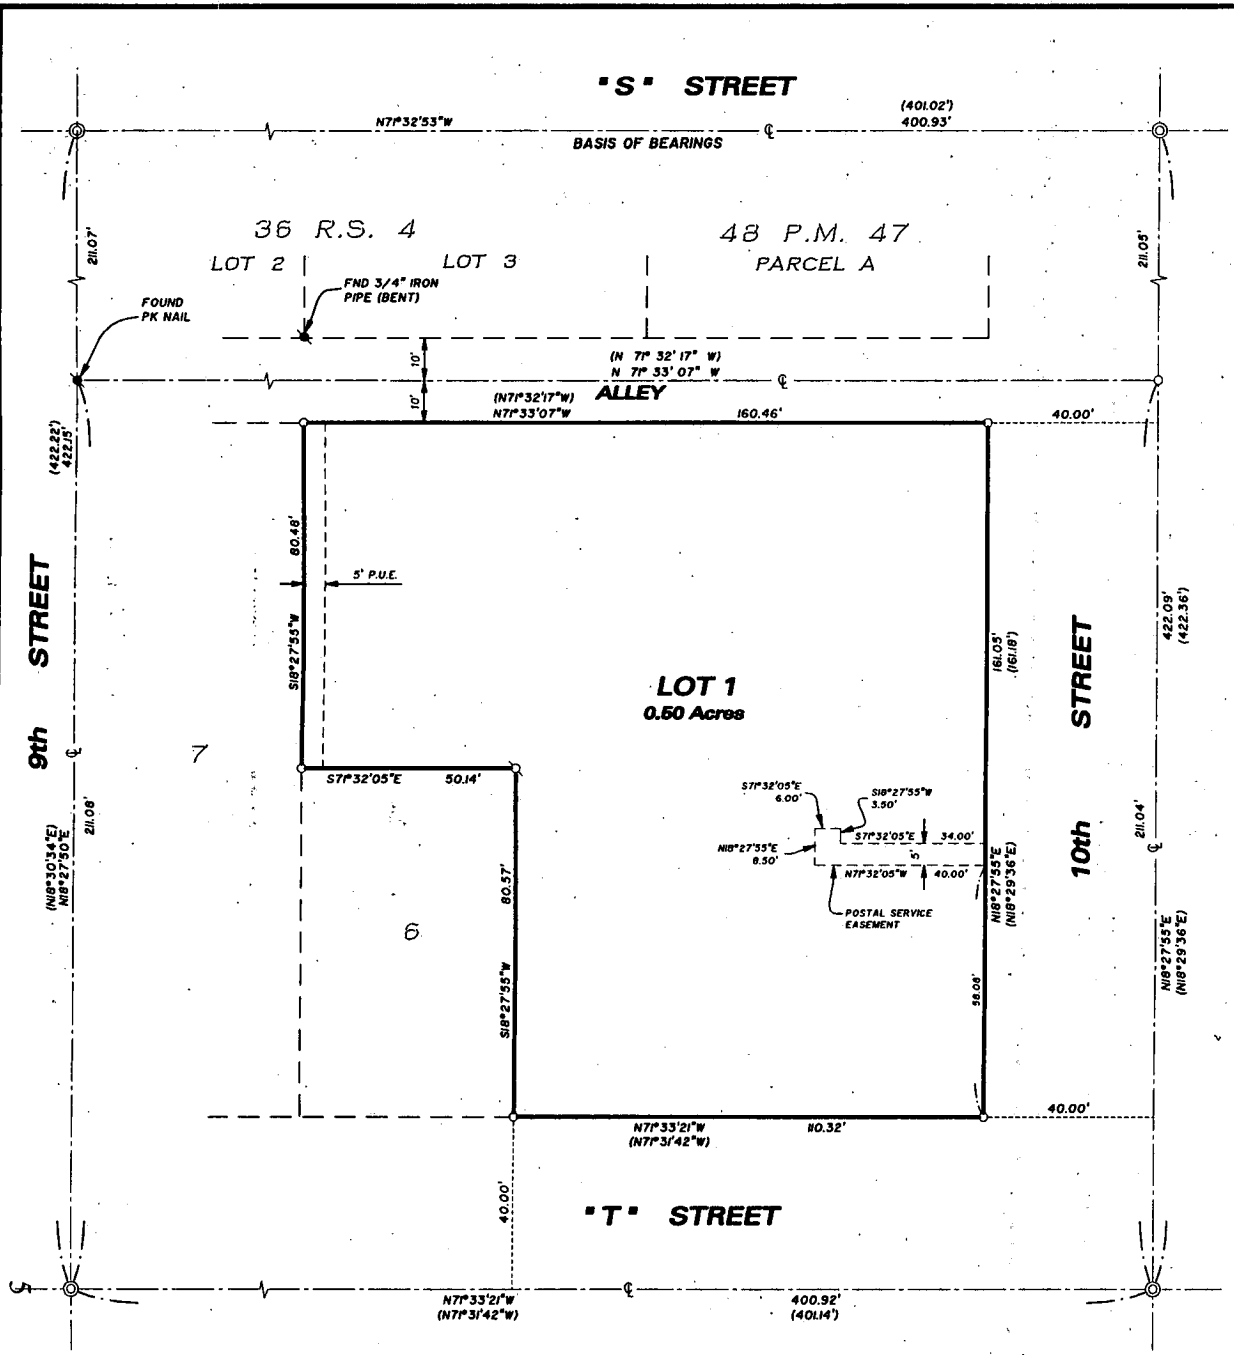 "S" STREET
(401.02')
N71°32'53"W
400.93'
BASIS OF BEARINGS
36 R.S. 4
48 P.M. 47
LOT 2
LOT 3
PARCEL A
211.07'
211.05'
FND 3/4" IRON
PIPE (BENT)
FOUND
PK NAIL
10'
(N 71° 32' 17" W)
N 71° 33' 07" W
ALLEY
10'
(N71°32'17"W)
N71°33'07"W
160.46'
40.00'
(422.22')
422.15'
80.48'
5' P.U.E.
S18°27'55"W
9th STREET
422.09'
(422.36')
161.05'
(161.18')
10th STREET
LOT 1
0.50 Acres
7
S71°32'05"E
50.14'
S71°32'05"E
6.00'
S18°27'55"W
3.50'
S71°32'05"E
34.00'
N18°27'55"E
8.50'
5'
N71°32'05"W
40.00'
POSTAL SERVICE
EASEMENT
211.08'
211.04'
(N18°30'34"E)
N18°27'50"E
80.57'
6
S18°27'55"W
N18°27'55"E
(N18°29'36"E)
58.08'
N18°27'55"E
(N18°29'36"E)
N71°33'21"W
(N71°31'42"W)
110.32'
40.00'
40.00'
"T" STREET
N71°33'21"W
(N71°31'42"W)
400.92'
(401.14')